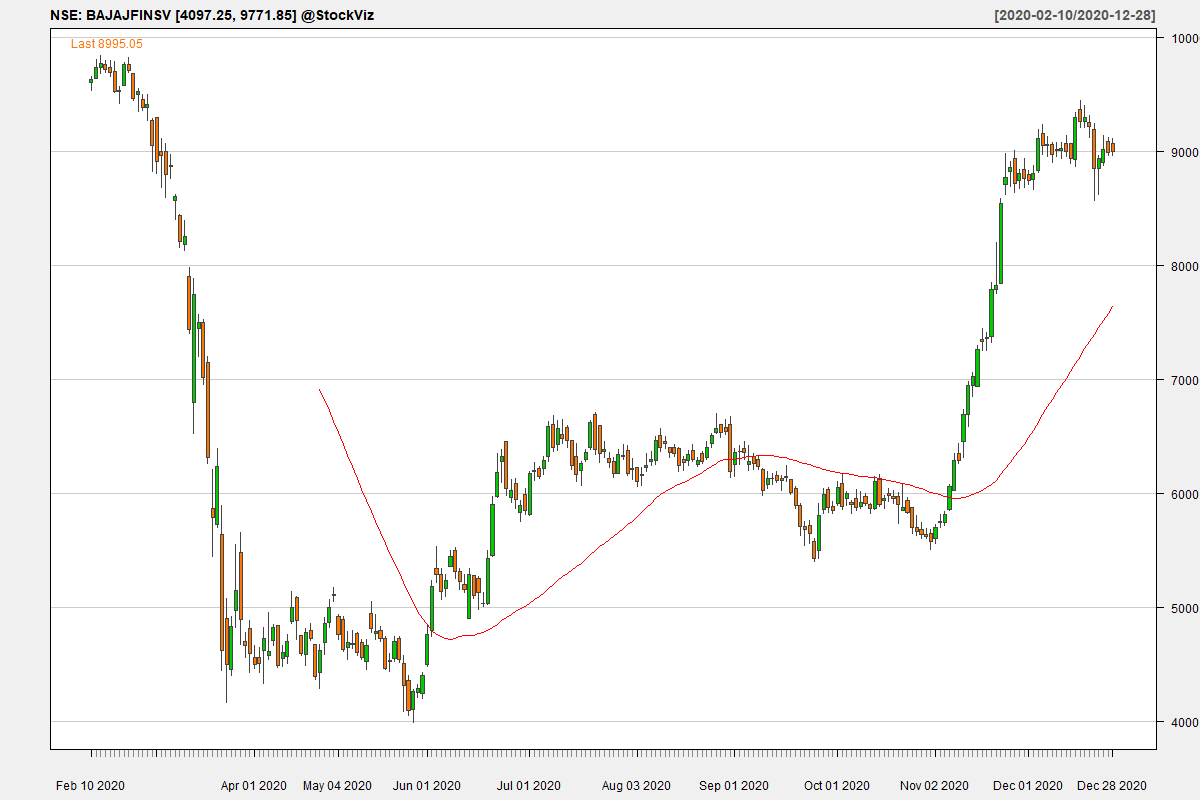 NSE: BAJAJFINSV [4097.25, 9771.85] @StockViz [2020-02-10/2020-12-28]
Last 8995.05
10000
9000
8000
7000
6000
5000
4000
Feb 10 2020 Apr 01 2020 May 04 2020 Jun 01 2020 Jul 01 2020 Aug 03 2020 Sep 01 2020 Oct 01 2020 Nov 02 2020 Dec 01 2020 Dec 28 2020